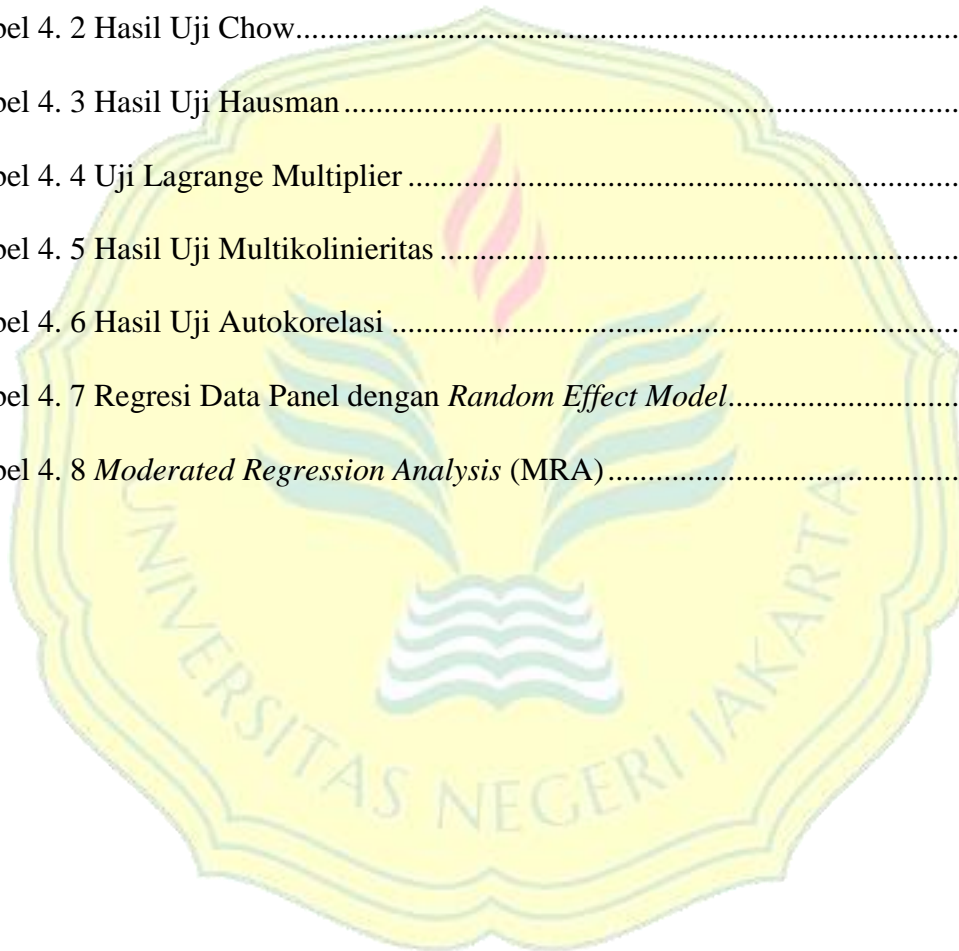 bel 4. 2 Hasil Uji Chow....................................................................................
bel 4. 3 Hasil Uji Hausman..............................................................................
bel 4. 4 Uji Lagrange Multiplier......................................................................
bel 4. 5 Hasil Uji Multikolinieritas..................................................................
bel 4. 6 Hasil Uji Autokorelasi........................................................................
bel 4. 7 Regresi Data Panel dengan Random Effect Model.............................
bel 4. 8 Moderated Regression Analysis (MRA)............................................
UNIVERSITAS NEGERI JAKARTA